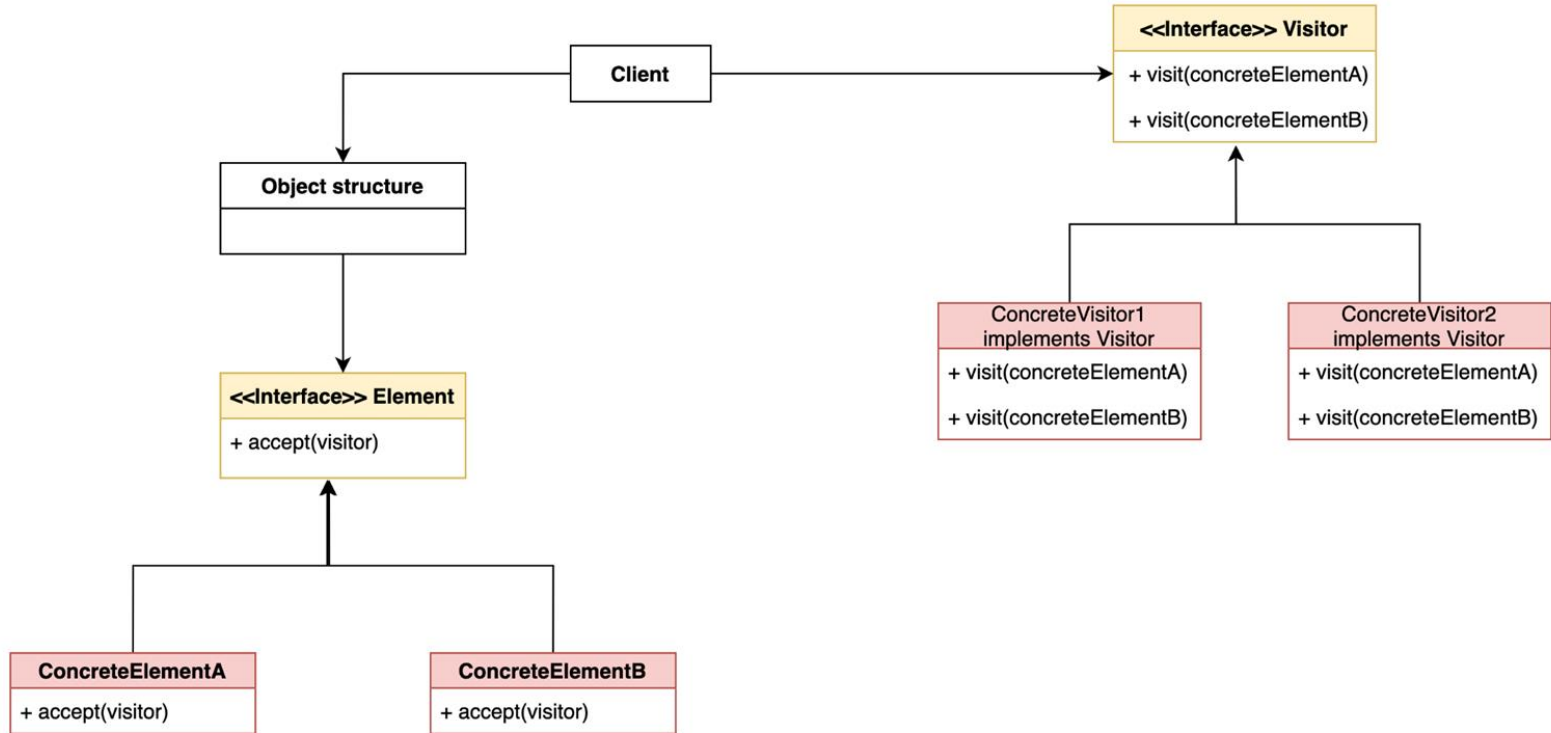 <<Interface>> Visitor
+ visit(concreteElementA)
+ visit(concreteElementB)
Client
Object structure
<<Interface>> Element
+ accept(visitor)
ConcreteVisitor1
implements Visitor
+ visit(concreteElementA)
+ visit(concreteElementB)
ConcreteVisitor2
implements Visitor
+ visit(concreteElementA)
+ visit(concreteElementB)
ConcreteElementA
+ accept(visitor)
ConcreteElementB
+ accept(visitor)